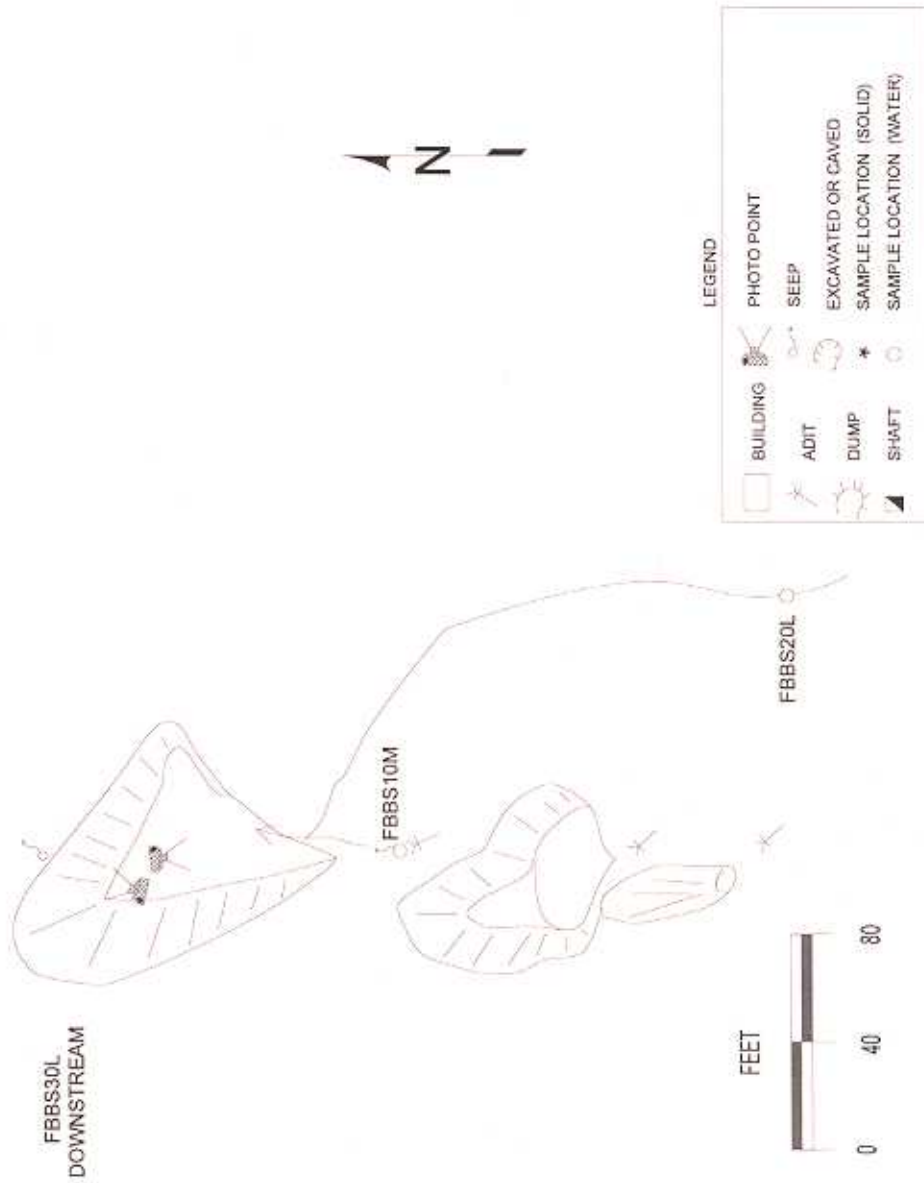 FBBS30L
DOWNSTREAM
FBBS10M
FBBS20L
N
FEET
0 40 80
LEGEND
BUILDING PHOTO POINT
ADIT SEEP
DUMP EXCAVATED OR CAVED
SAMPLE LOCATION (SOLID)
SHAFT SAMPLE LOCATION (WATER)